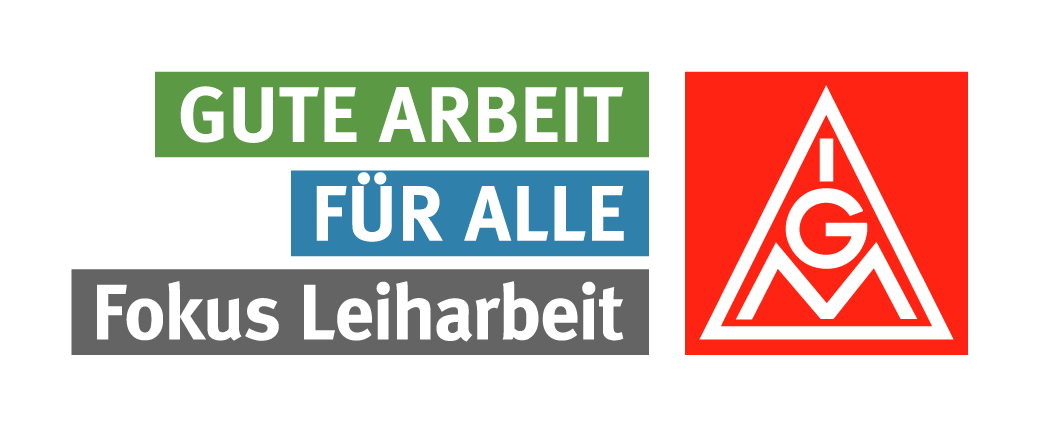 GUTE ARBEIT
FÜR ALLE
Fokus Leiharbeit
IGM